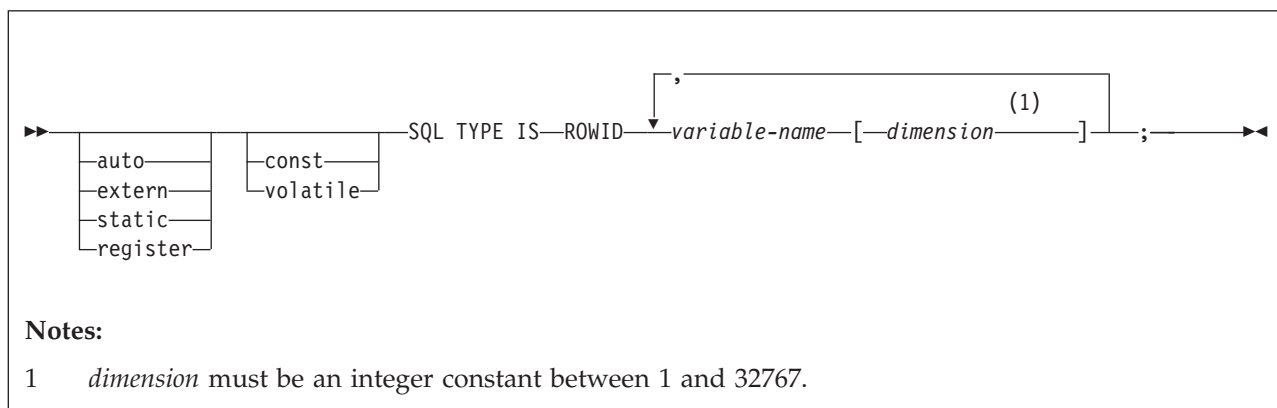 ,
(1)
SQL TYPE IS ROWID variable-name [ dimension ] ;
auto const
extern volatile
static
register
Notes:
1 dimension must be an integer constant between 1 and 32767.